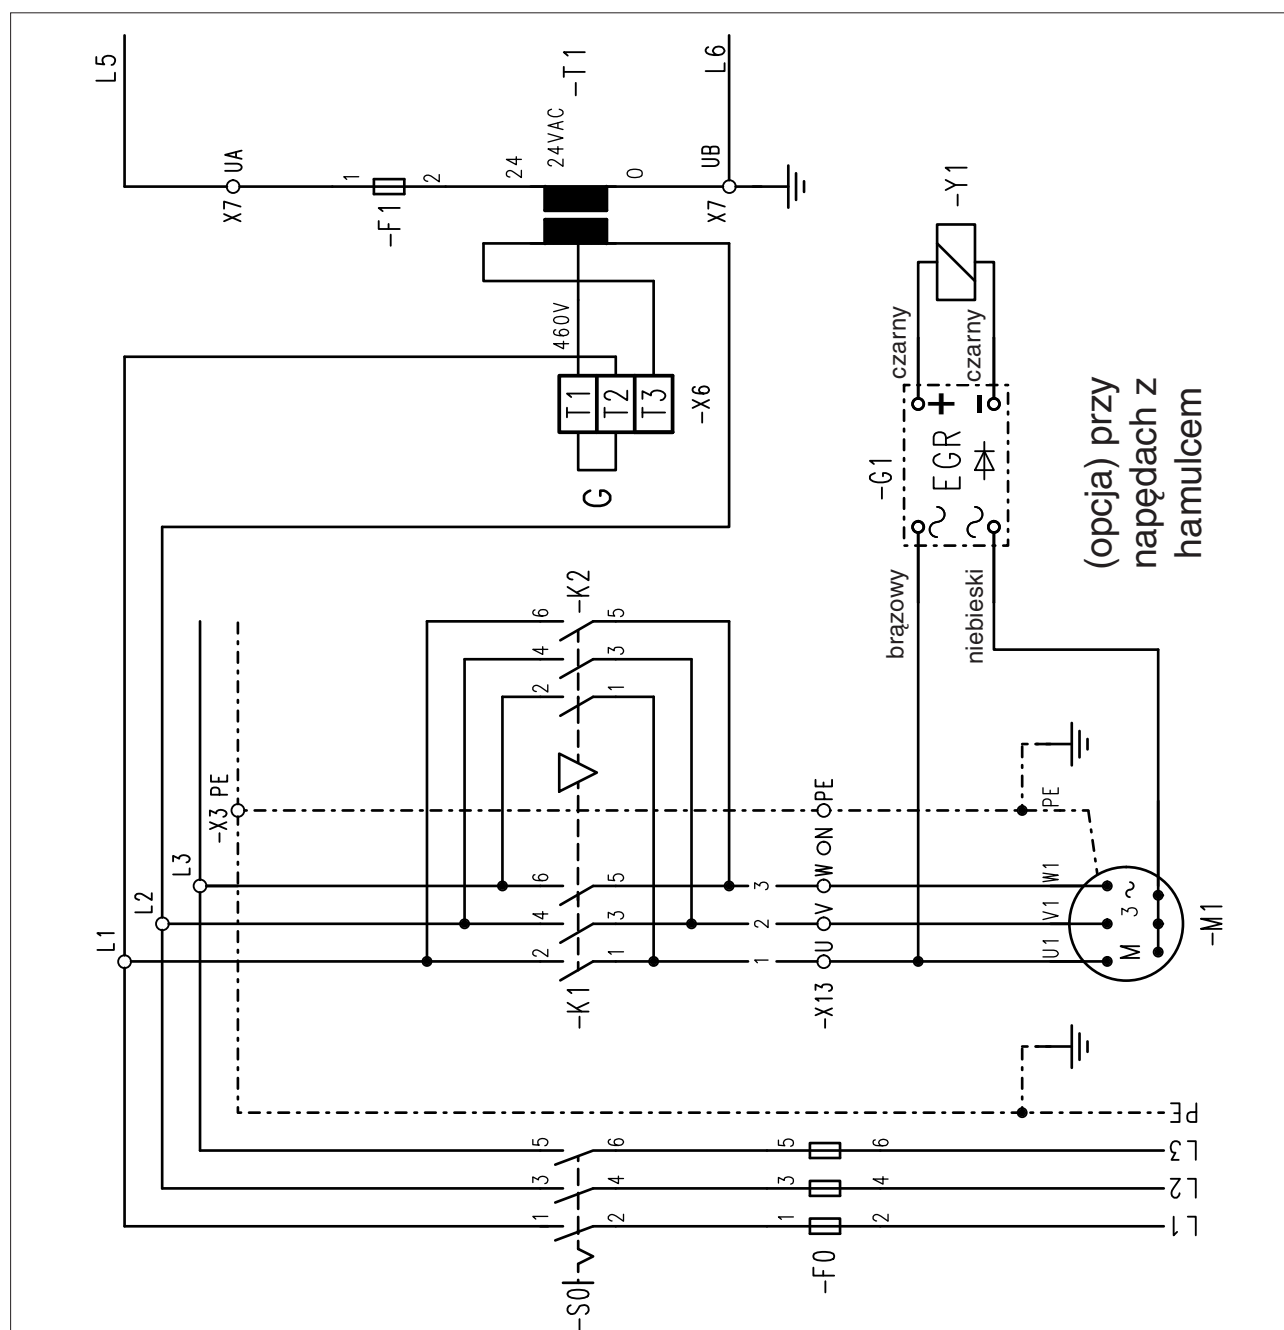 L5
X7
UA
1
-F1
2
24
24VAC
-T1
0
X7
UB
L6
460V
T1
T2
T3
-X6
G
-Y1
czarny
czarny
+
-
-G1
EGR
brązowy
niebieski
(opcja) przy
napędach z
hamulcem
L1
L2
L3
-X3
PE
2
4
6
2
4
6
-K1
-K2
1
3
5
1
3
5
1
2
3
-X13
U
V
W
N
PE
U1
V1
W1
PE
M
3~
-M1
-S0
1
3
5
2
4
6
-F0
1
3
5
2
4
6
L1
L2
L3
PE